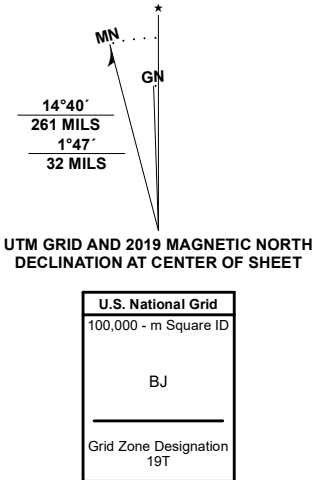 MN
GN
14°40´
261 MILS
1°47´
32 MILS
UTM GRID AND 2019 MAGNETIC NORTH
DECLINATION AT CENTER OF SHEET
U.S. National Grid
100,000 - m Square ID
BJ
Grid Zone Designation
19T